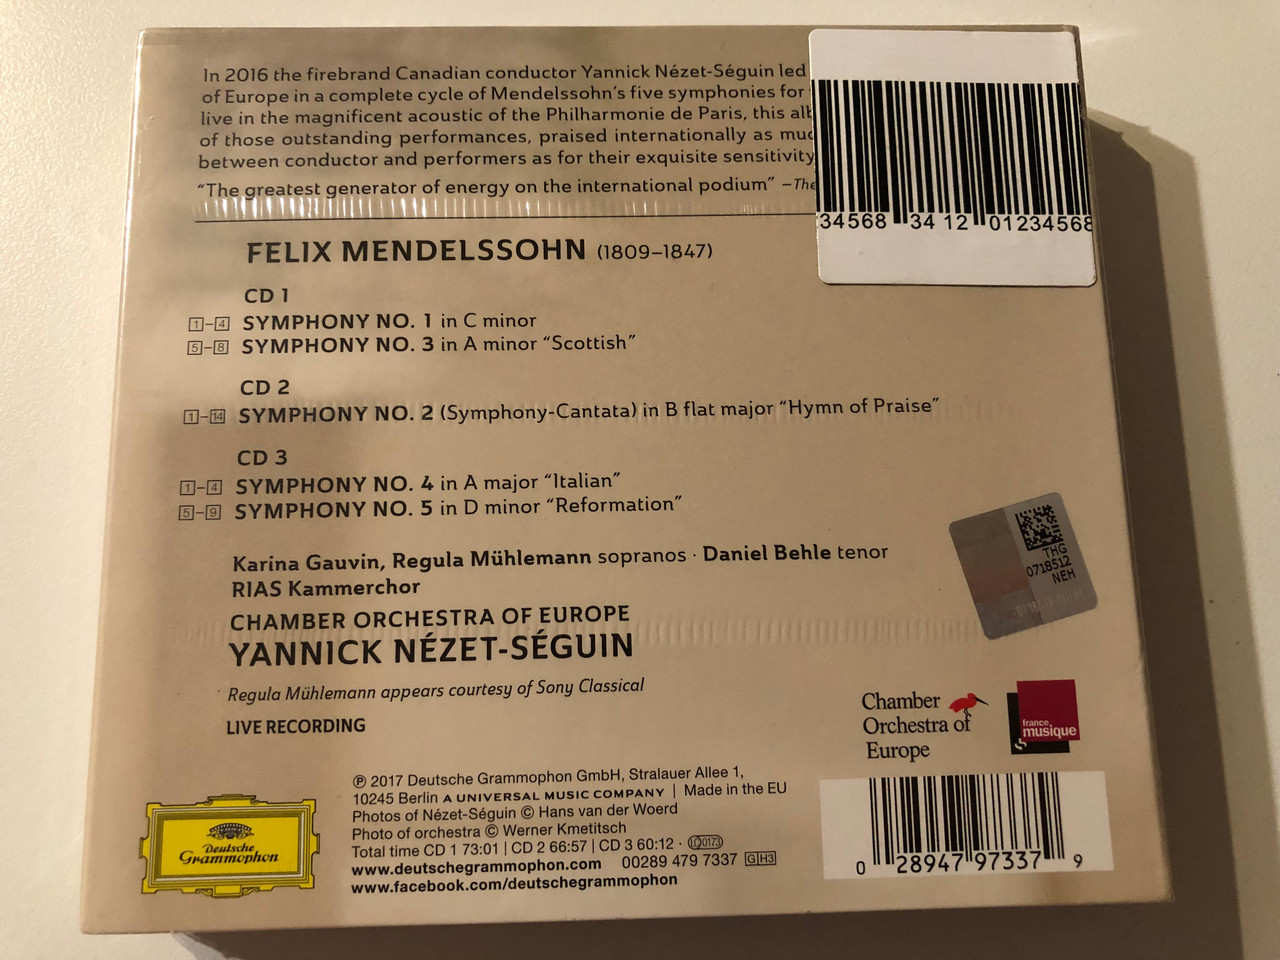 In 2016 the firebrand Canadian conductor Yannick Nézet-Séguin led
of Europe in a complete cycle of Mendelssohn's five symphonies for
live in the magnificent acoustic of the Philharmonie de Paris, this
of those outstanding performances, praised internationally as
between conductor and performers as for their exquisite sensitivity
"The greatest generator of energy on the international podium" –The
34568 34 12 01234568
FELIX MENDELSSOHN (1809–1847)
CD 1
1–4 SYMPHONY NO. 1 in C minor
5–8 SYMPHONY NO. 3 in A minor "Scottish"
CD 2
1–14 SYMPHONY NO. 2 (Symphony-Cantata) in B flat major "Hymn of Praise"
CD 3
1–4 SYMPHONY NO. 4 in A major "Italian"
5–9 SYMPHONY NO. 5 in D minor "Reformation"
THG
0718512
NEH
Karina Gauvin, Regula Mühlemann sopranos · Daniel Behle tenor
RIAS Kammerchor
CHAMBER ORCHESTRA OF EUROPE
YANNICK NÉZET-SÉGUIN
Regula Mühlemann appears courtesy of Sony Classical
LIVE RECORDING
Chamber
Orchestra of
Europe
france
musique
℗ 2017 Deutsche Grammophon GmbH, Stralauer Allee 1,
10245 Berlin A UNIVERSAL MUSIC COMPANY | Made in the EU
Photos of Nézet-Séguin © Hans van der Woerd
Photo of orchestra © Werner Kmetitsch
Total time CD 1 73:01 | CD 2 66:57 | CD 3 60:12 · LC0173
www.deutschegrammophon.com 00289 479 7337 GH3
www.facebook.com/deutschegrammophon
Deutsche
Grammophon
0 28947 97337 9